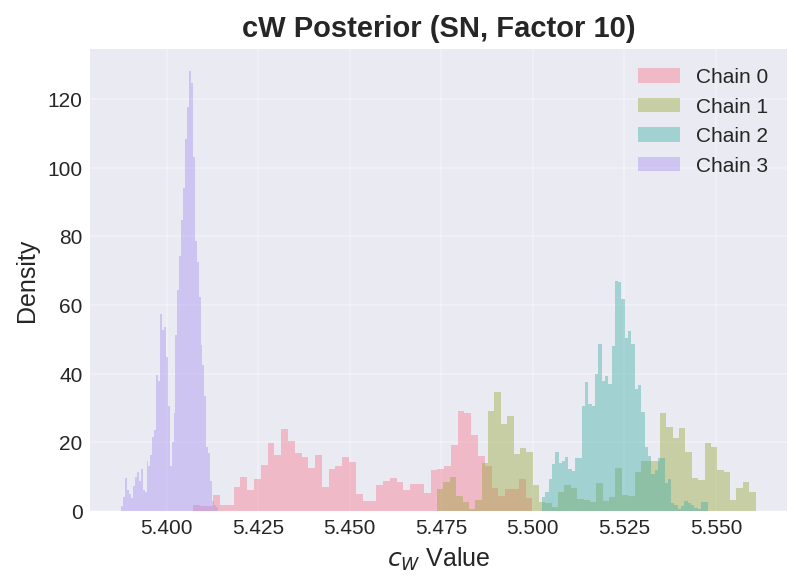 cW Posterior (SN, Factor 10)
Chain 0
Chain 1
Chain 2
Chain 3
Density
120
100
80
60
40
20
0
5.400 5.425 5.450 5.475 5.500 5.525 5.550
c_W Value